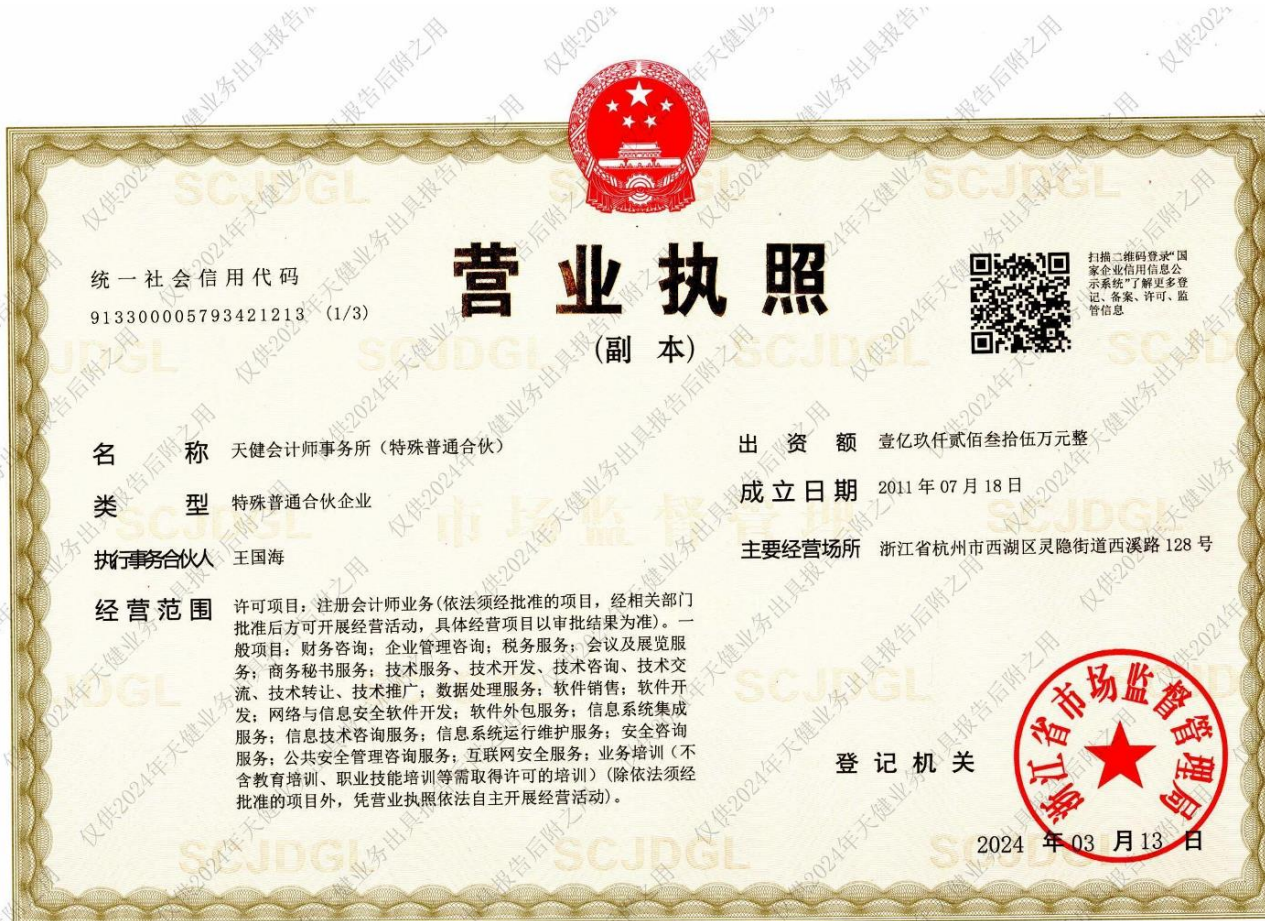 营业执照
(副 本)
统一社会信用代码
913300005793421213 (1/3)
扫描二维码登录“国
家企业信用信息公
示系统”了解更多登
记、备案、许可、监
管信息
名 称 天健会计师事务所（特殊普通合伙）
类 型 特殊普通合伙企业
执行事务合伙人 王国海
经营范围 许可项目：注册会计师业务(依法须经批准的项目，经相关部门
批准后方可开展经营活动，具体经营项目以审批结果为准)。一
般项目：财务咨询；企业管理咨询；税务服务；会议及展览服
务；商务秘书服务；技术服务、技术开发、技术咨询、技术交
流、技术转让、技术推广；数据处理服务；软件销售；软件开
发；网络与信息安全软件开发；软件外包服务；信息系统集成
服务；信息技术咨询服务；信息系统运行维护服务；安全咨询
服务；公共安全管理咨询服务；互联网安全服务；业务培训（不
含教育培训、职业技能培训等需取得许可的培训）(除依法须经
批准的项目外，凭营业执照依法自主开展经营活动)。
出 资 额 壹亿玖仟贰佰叁拾伍万元整
成立日期 2011年07月18日
主要经营场所 浙江省杭州市西湖区灵隐街道西溪路128号
登记机关
浙江省市场监督管理局
2024 年 03 月 13 日
市场监督管理
SCJDGL
仅供2024年天健业务出具报告后附之用